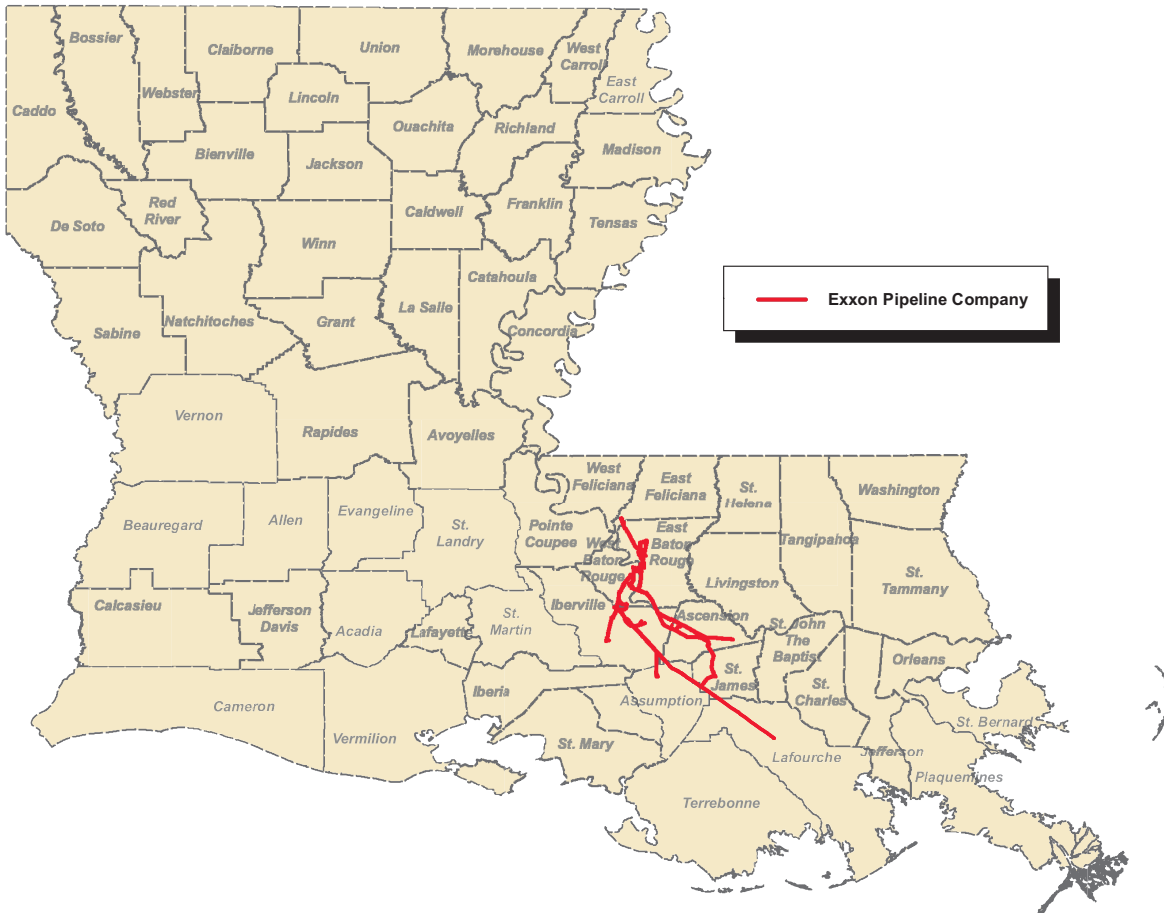 Bossier
Claiborne
Union
Morehouse
West
Carroll
East
Carroll
Webster
Lincoln
Caddo
Ouachita
Richland
Madison
Bienville
Jackson
Red
River
De Soto
Caldwell
Franklin
Tensas
Winn
Catahoula
Natchitoches
Grant
La Salle
Concordia
Sabine
Exxon Pipeline Company
Vernon
Rapides
Avoyelles
West
Feliciana
East
Feliciana
St.
Helena
Washington
Beauregard
Allen
Evangeline
St.
Landry
Pointe
Coupee
West
Baton
Rouge
East
Baton
Rouge
Tangipahoa
Livingston
St.
Tammany
Calcasieu
Jefferson
Davis
Acadia
Lafayette
St.
Martin
Iberville
Ascension
St. John
The
Baptist
Orleans
St.
James
St.
Charles
Iberia
Assumption
Cameron
Vermilion
St. Mary
St. Bernard
Lafourche
Jefferson
Plaquemines
Terrebonne